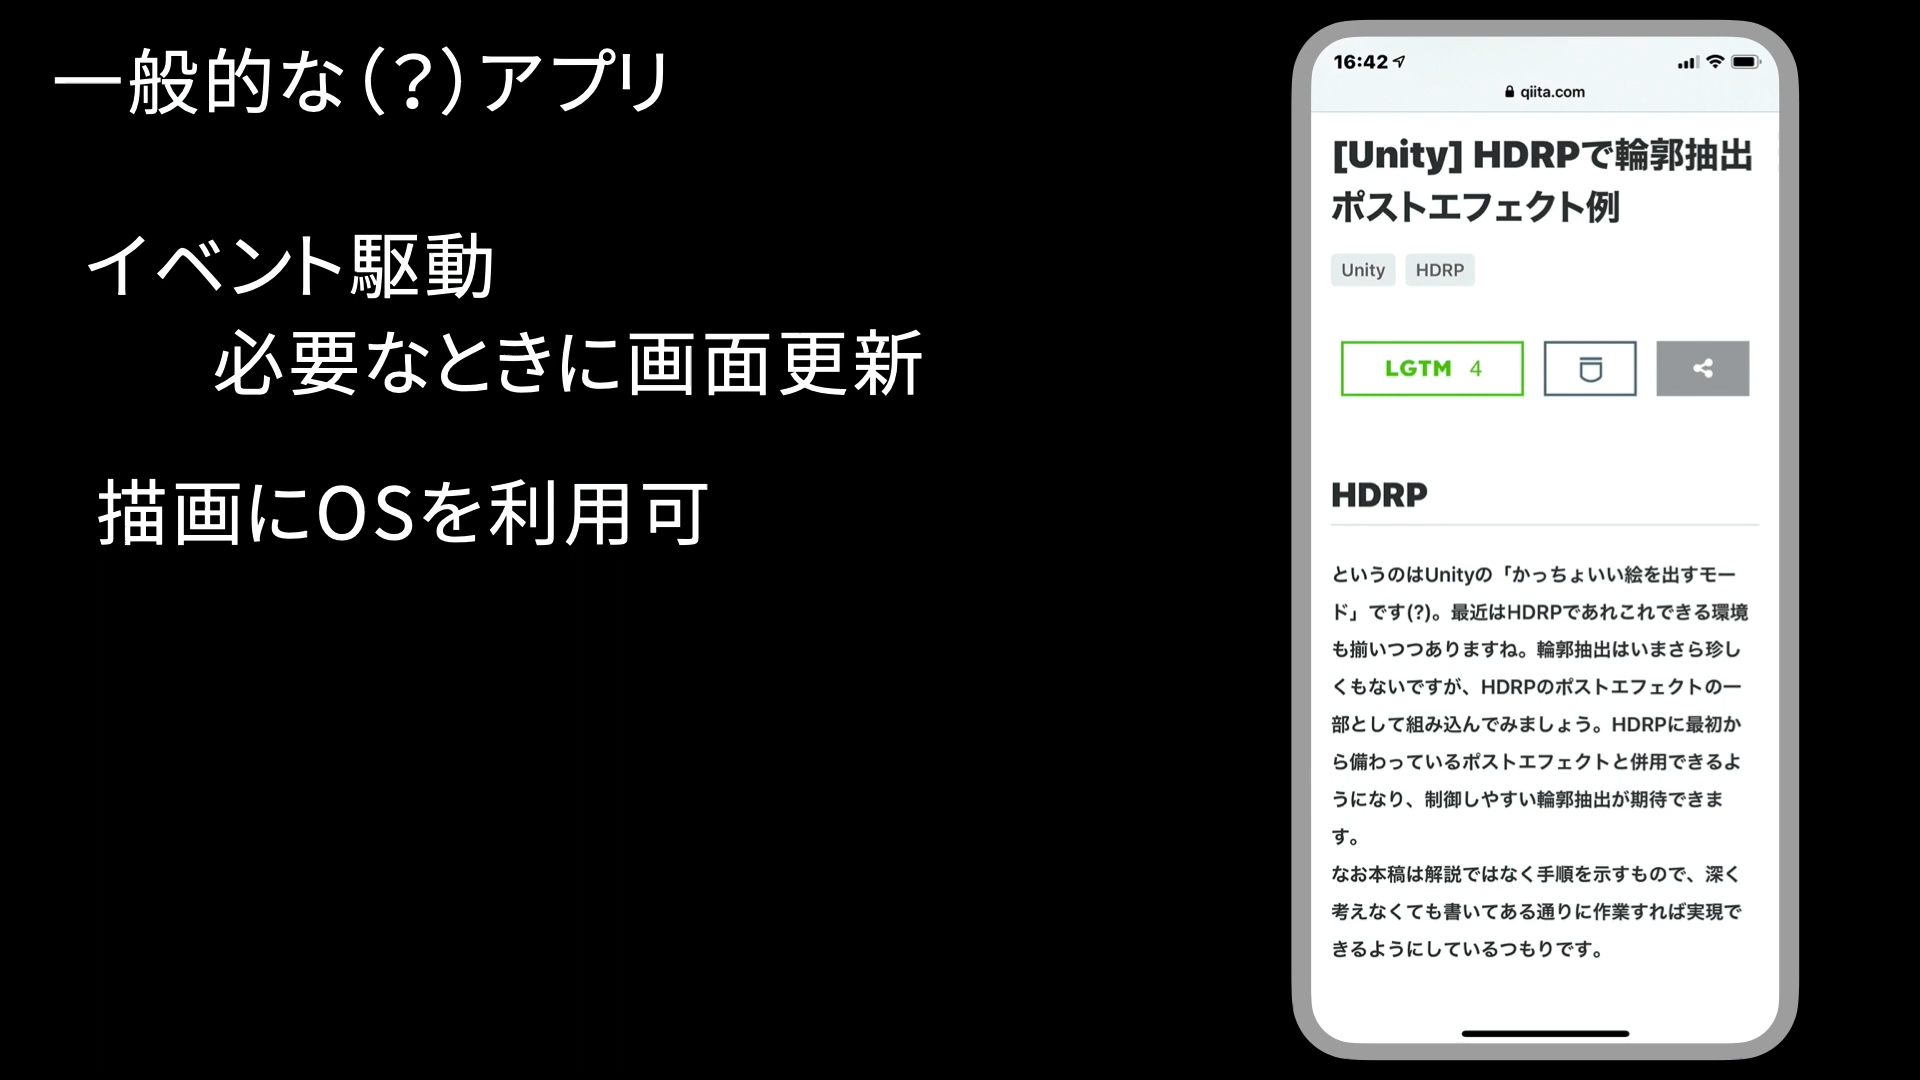 一般的な(?)アプリ
イベント駆動
必要なときに画面更新
描画にOSを利用可
16:42
qiita.com
[Unity] HDRPで輪郭抽出
ポストエフェクト例
Unity HDRP
LGTM 4
HDRP
というのはUnityの「かっちょいい絵を出すモー
ド」です(?)。最近はHDRPであれこれできる環境
も揃いつつありますね。輪郭抽出はいまさら珍し
くもないですが、HDRPのポストエフェクトの一
部として組み込んでみましょう。HDRPに最初か
ら備わっているポストエフェクトと併用できるよ
うになり、制御しやすい輪郭抽出が期待できま
す。
なお本稿は解説ではなく手順を示すもので、深く
考えなくても書いてある通りに作業すれば実現で
きるようにしているつもりです。